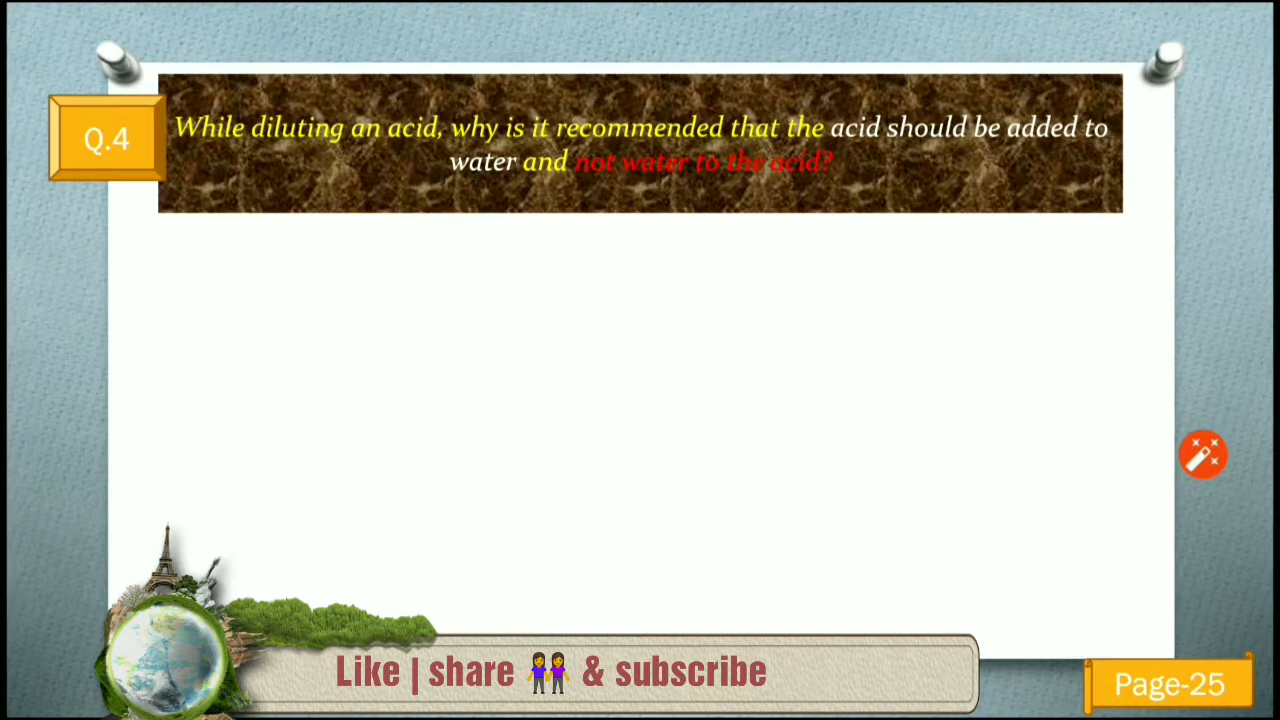 Q.4
While diluting an acid, why is it recommended that the acid should be added to
water and not water to the acid?
Like | share 👭 & subscribe
Page-25